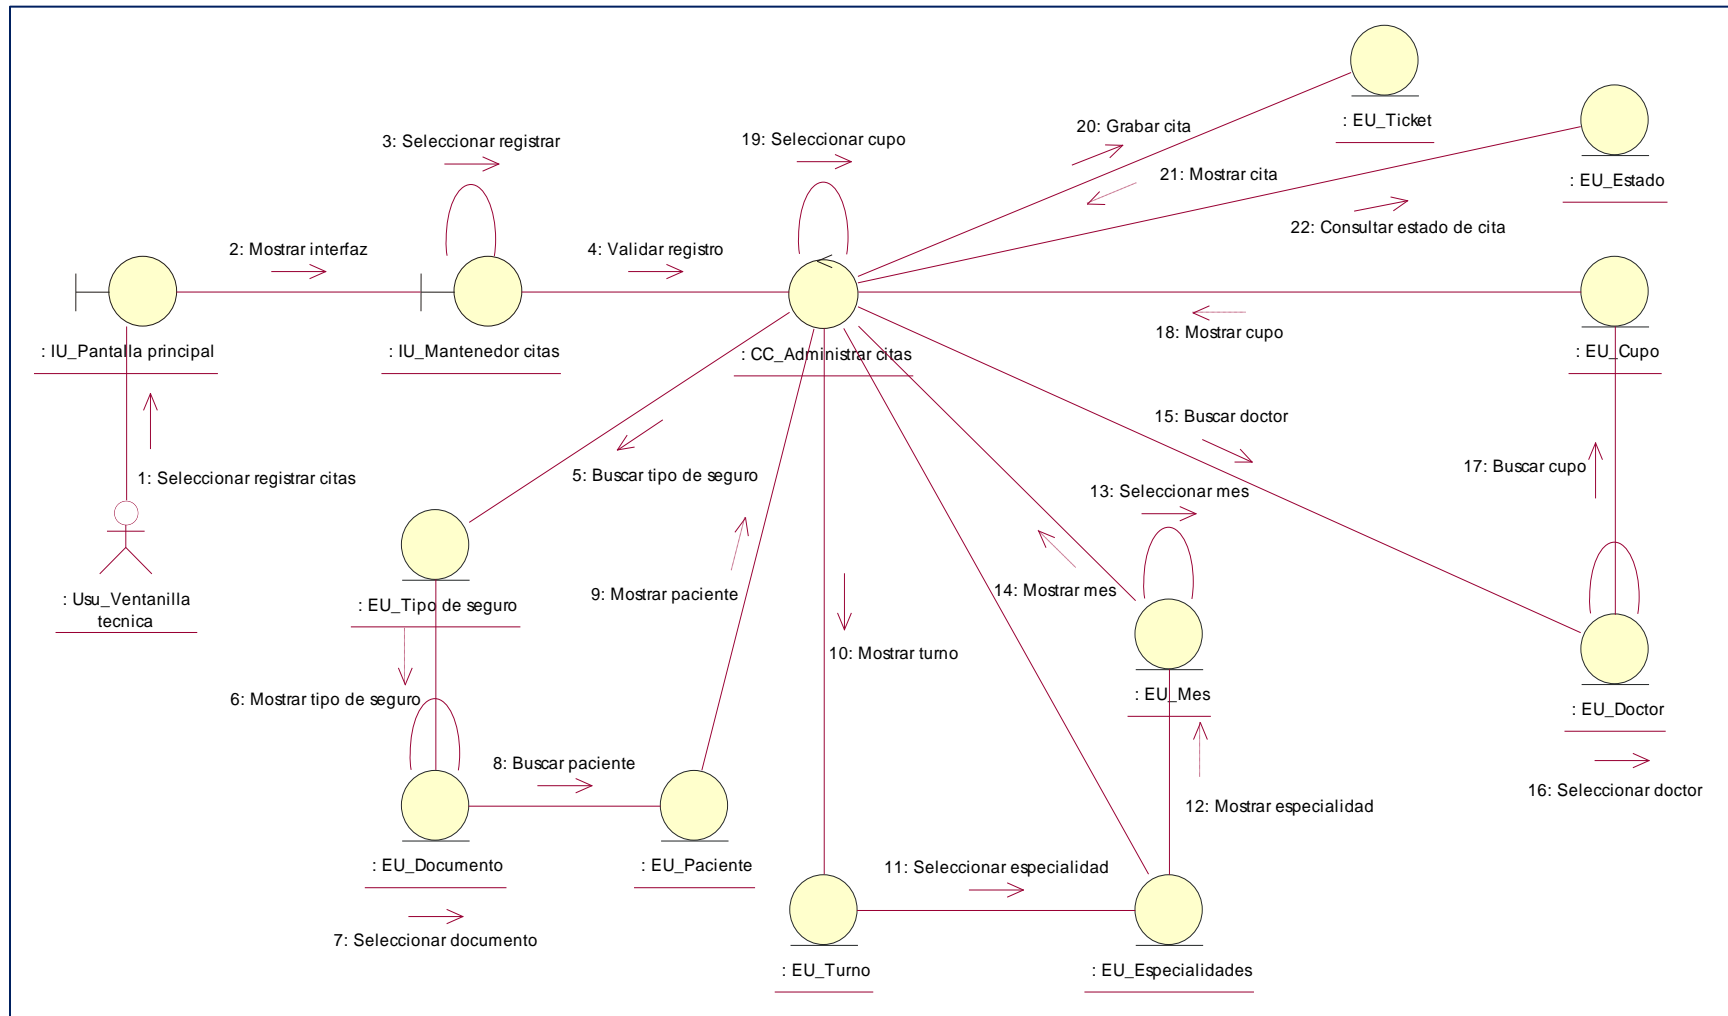 : EU_Ticket
20: Grabar cita
3: Seleccionar registrar
19: Seleccionar cupo
21: Mostrar cita
: EU_Estado
22: Consultar estado de cita
2: Mostrar interfaz
4: Validar registro
18: Mostrar cupo
: IU_Pantalla principal
: IU_Mantenedor citas
: CC_Administrar citas
: EU_Cupo
15: Buscar doctor
1: Seleccionar registrar citas
5: Buscar tipo de seguro
17: Buscar cupo
13: Seleccionar mes
: Usu_Ventanilla
tecnica
: EU_Tipo de seguro
9: Mostrar paciente
14: Mostrar mes
10: Mostrar turno
6: Mostrar tipo de seguro
: EU_Mes
: EU_Doctor
8: Buscar paciente
12: Mostrar especialidad
16: Seleccionar doctor
: EU_Documento
: EU_Paciente
11: Seleccionar especialidad
7: Seleccionar documento
: EU_Turno
: EU_Especialidades